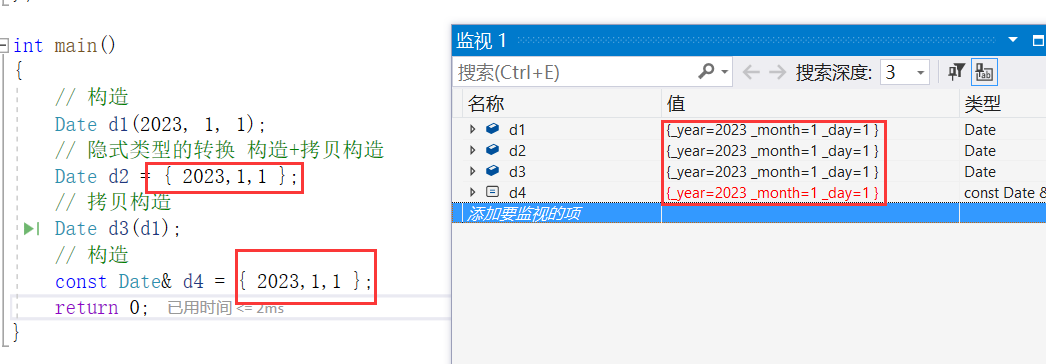 int main()
{
// 构造
Date d1(2023, 1, 1);
// 隐式类型的转换 构造+拷贝构造
Date d2 = { 2023,1,1 };
// 拷贝构造
Date d3(d1);
// 构造
const Date& d4 = { 2023,1,1 };
return 0; 已用时间 <= 2ms
}
监视 1
搜索(Ctrl+E) 搜索深度: 3
名称 值 类型
d1 {_year=2023 _month=1 _day=1 } Date
d2 {_year=2023 _month=1 _day=1 } Date
d3 {_year=2023 _month=1 _day=1 } Date
d4 {_year=2023 _month=1 _day=1 } const Date &
添加要监视的项